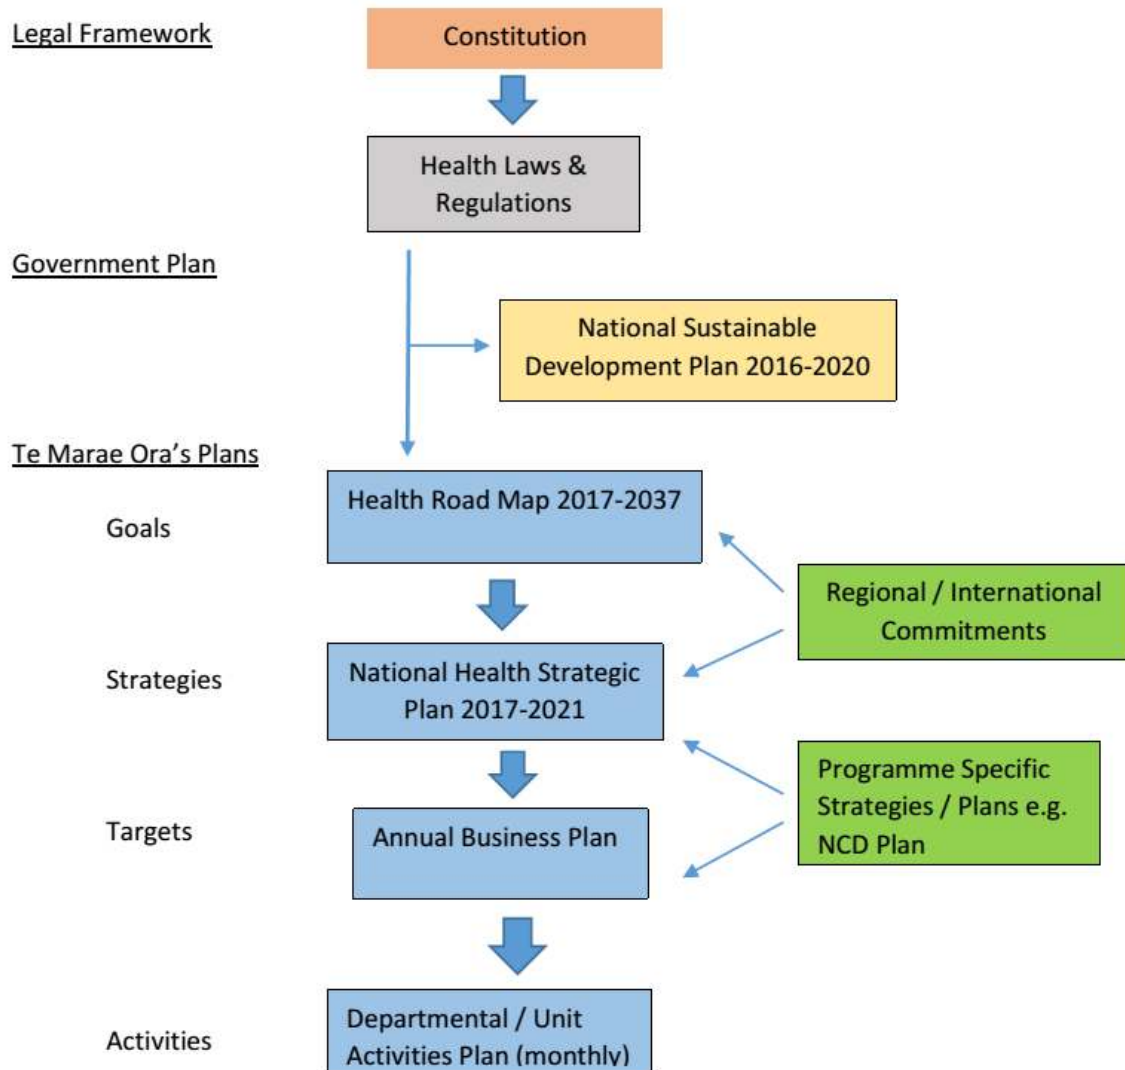 Legal Framework
Constitution
Health Laws &
Regulations
Government Plan
National Sustainable
Development Plan 2016-2020
Te Marae Ora’s Plans
Health Road Map 2017-2037
Goals
Regional / International
Commitments
National Health Strategic
Plan 2017-2021
Strategies
Programme Specific
Strategies / Plans e.g.
NCD Plan
Annual Business Plan
Targets
Departmental / Unit
Activities Plan (monthly)
Activities